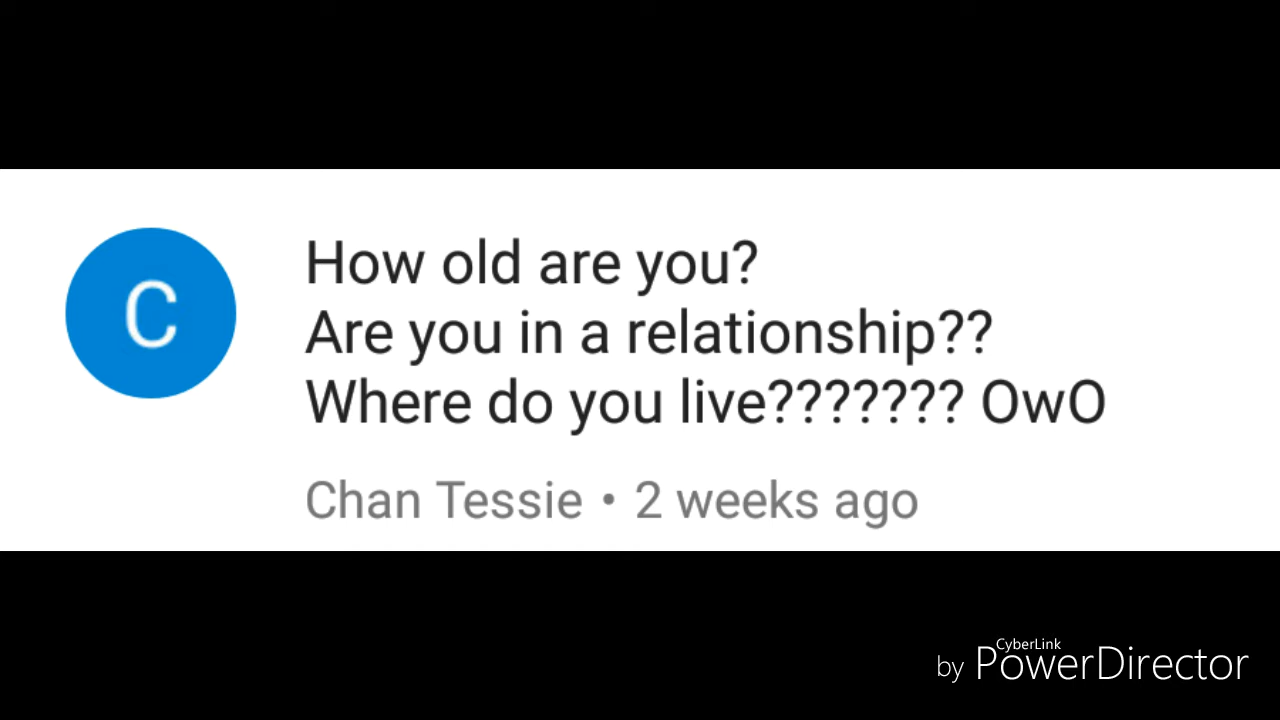 C
How old are you?
Are you in a relationship??
Where do you live??????? OwO
Chan Tessie • 2 weeks ago
CyberLink
by PowerDirector